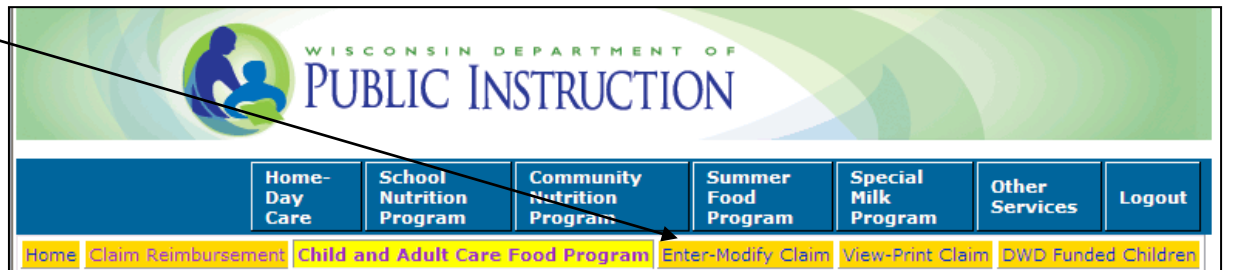 WISCONSIN DEPARTMENT OF
PUBLIC INSTRUCTION
Home-Day Care
School Nutrition Program
Community Nutrition Program
Summer Food Program
Special Milk Program
Other Services
Logout
Home Claim Reimbursement Child and Adult Care Food Program Enter-Modify Claim View-Print Claim DWD Funded Children